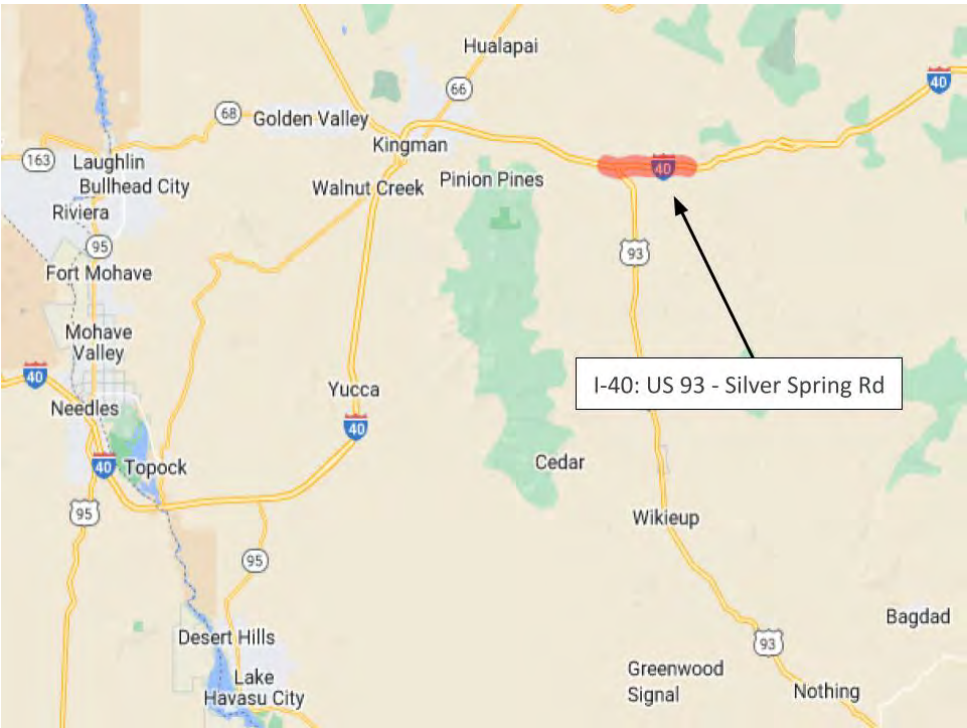 Hualapai
66
40
68
Golden Valley
Kingman
163
Laughlin
Bullhead City
Walnut Creek
Pinion Pines
40
Riviera
95
93
Fort Mohave
Mohave
Valley
40
I-40: US 93 - Silver Spring Rd
Yucca
Needles
40
40
Topock
Cedar
95
Wikieup
95
Bagdad
Desert Hills
93
Greenwood
Signal
Lake
Havasu City
Nothing